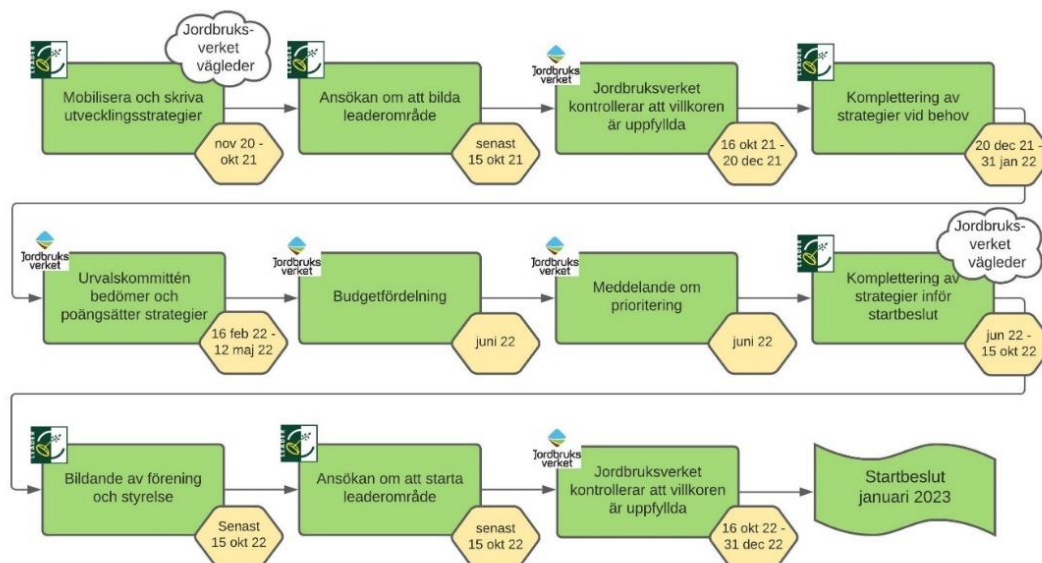 Jordbruks-
verket
vägleder
LEADER
Mobilisera och skriva
utvecklingsstrategier
nov 20 -
okt 21
LEADER
Ansökan om att bilda
leaderområde
senast
15 okt 21
Jordbruks
verket
Jordbruksverket
kontrollerar att villkoren
är uppfyllda
16 okt 21 -
20 dec 21
LEADER
Komplettering av
strategier vid behov
20 dec 21 -
31 jan 22
Jordbruks
verket
Urvalskommittén
bedömer och
poängsätter strategier
16 feb 22 -
12 maj 22
Jordbruks
verket
Budgetfördelning
juni 22
Jordbruks
verket
Meddelande om
prioritering
juni 22
Jordbruks-
verket
vägleder
LEADER
Komplettering av
strategier inför
startbeslut
jun 22 -
15 okt 22
LEADER
Bildande av förening
och styrelse
Senast
15 okt 22
LEADER
Ansökan om att starta
leaderområde
senast
15 okt 22
Jordbruks
verket
Jordbruksverket
kontrollerar att villkoren
är uppfyllda
16 okt 22 -
31 dec 22
Startbeslut
januari 2023